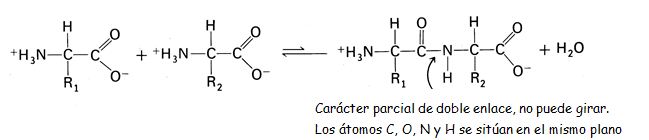 H H H O H
⁺H₃N—C—C O O⁻ + ⁺H₃N—C—C O O⁻ ⇌ ⁺H₃N—C—C—N—C—C O O⁻ + H₂O
R₁ R₂ R₁ H R₂
Carácter parcial de doble enlace, no puede girar.
Los átomos C, O, N y H se sitúan en el mismo plano